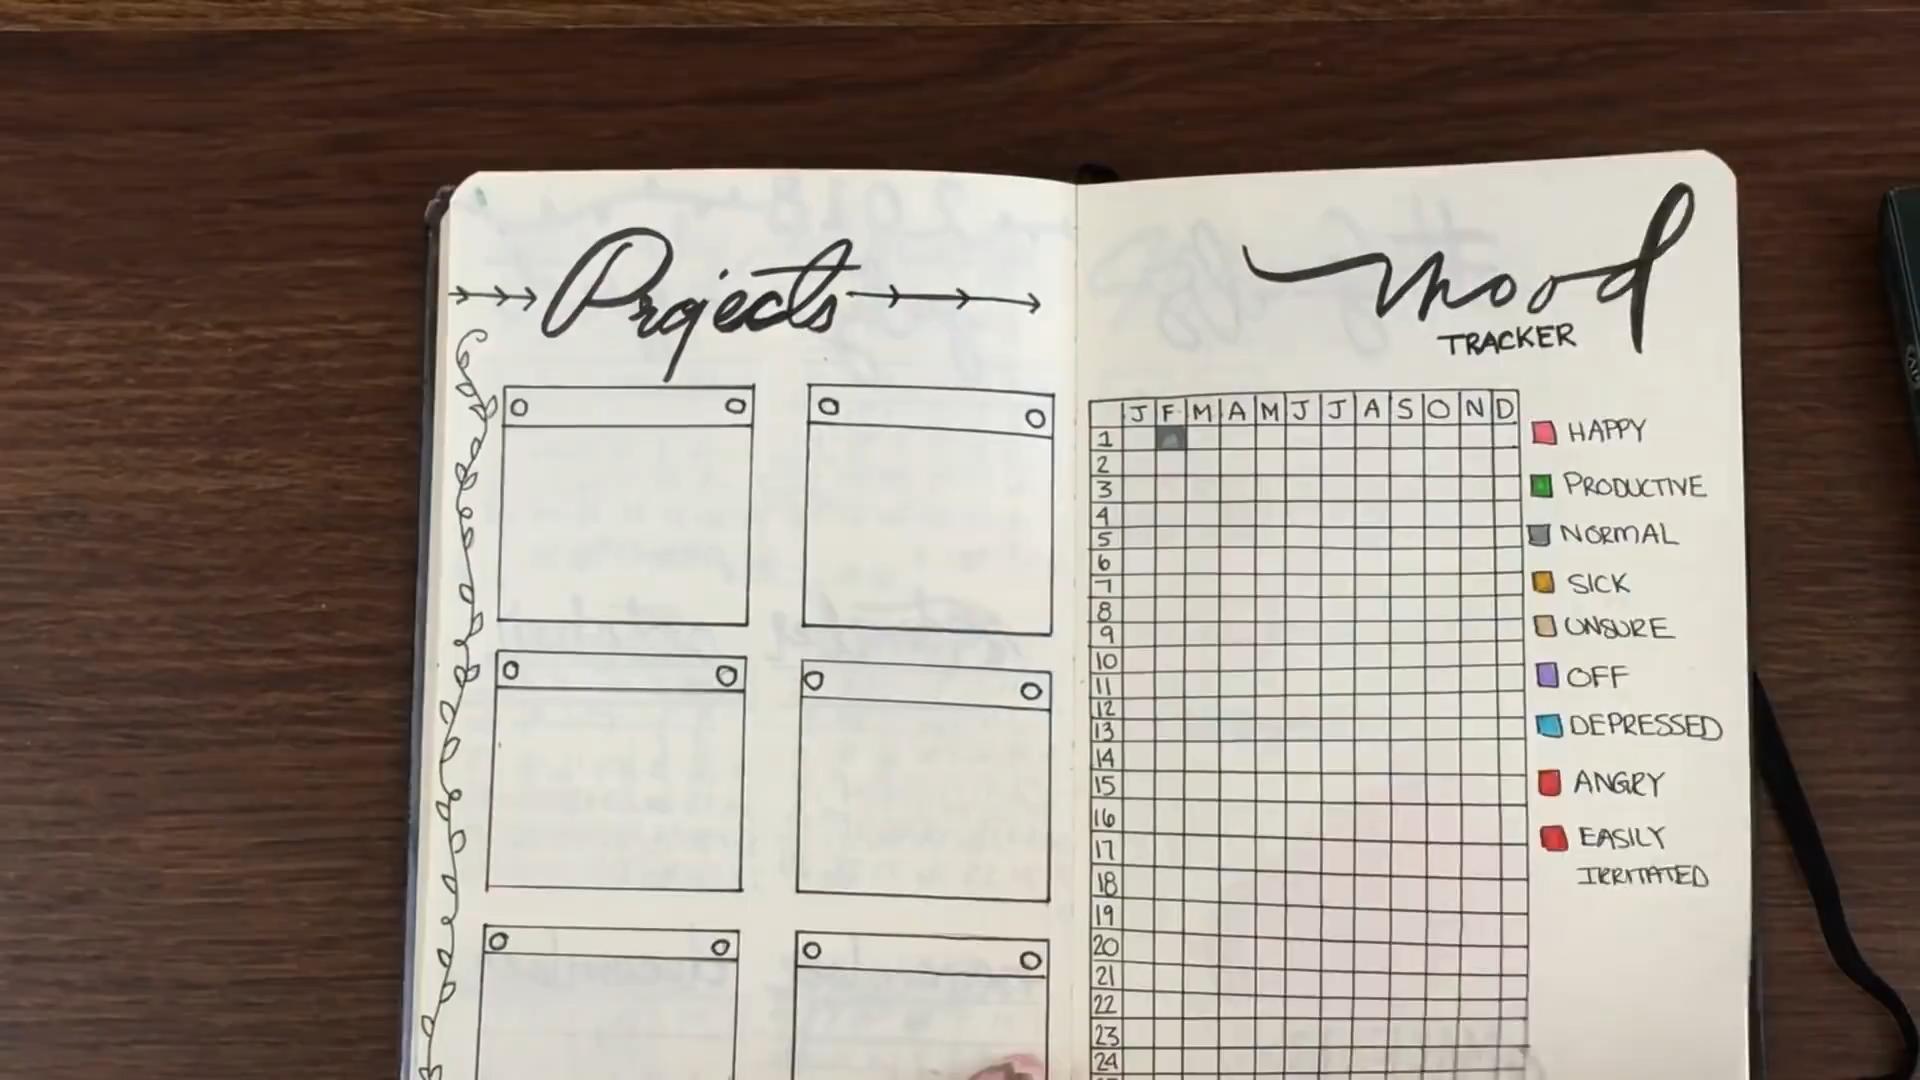 Projects
mood
TRACKER
J F M A M J J A S O N D
1
2
3
4
5
6
7
8
9
10
11
12
13
14
15
16
17
18
19
20
21
22
23
24
HAPPY
PRODUCTIVE
NORMAL
SICK
UNSURE
OFF
DEPRESSED
ANGRY
EASILY
IRRITATED